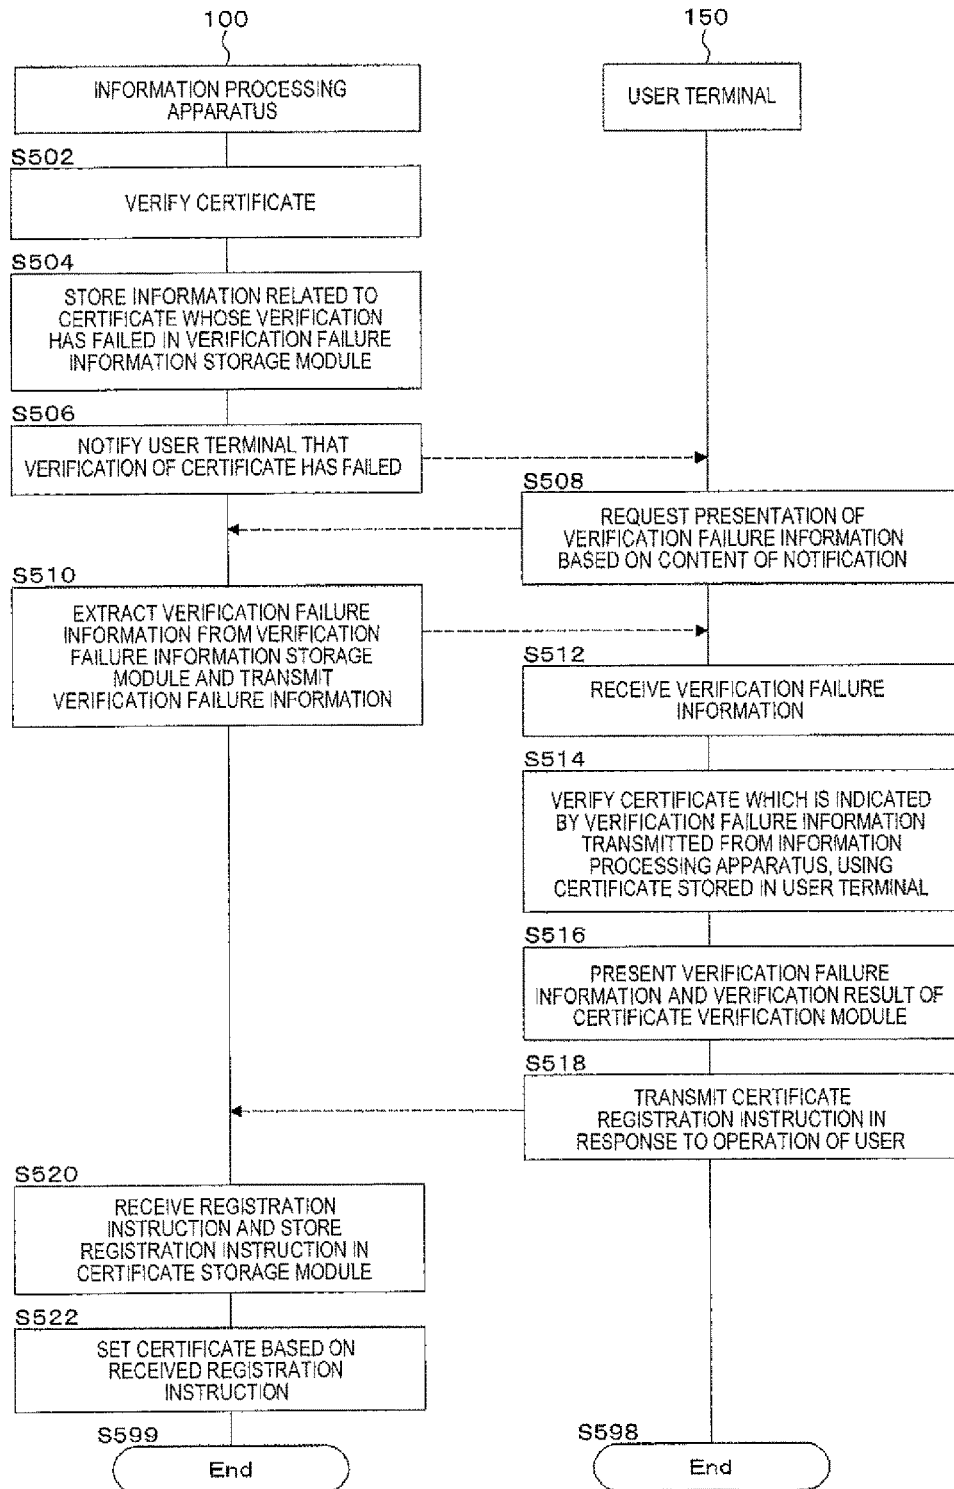 100
150
INFORMATION PROCESSING
APPARATUS
USER TERMINAL
S502
VERIFY CERTIFICATE
S504
STORE INFORMATION RELATED TO
CERTIFICATE WHOSE VERIFICATION
HAS FAILED IN VERIFICATION FAILURE
INFORMATION STORAGE MODULE
S506
NOTIFY USER TERMINAL THAT
VERIFICATION OF CERTIFICATE HAS FAILED
S508
REQUEST PRESENTATION OF
VERIFICATION FAILURE INFORMATION
BASED ON CONTENT OF NOTIFICATION
S510
EXTRACT VERIFICATION FAILURE
INFORMATION FROM VERIFICATION
FAILURE INFORMATION STORAGE
MODULE AND TRANSMIT
VERIFICATION FAILURE INFORMATION
S512
RECEIVE VERIFICATION FAILURE
INFORMATION
S514
VERIFY CERTIFICATE WHICH IS INDICATED
BY VERIFICATION FAILURE INFORMATION
TRANSMITTED FROM INFORMATION
PROCESSING APPARATUS, USING
CERTIFICATE STORED IN USER TERMINAL
S516
PRESENT VERIFICATION FAILURE
INFORMATION AND VERIFICATION RESULT OF
CERTIFICATE VERIFICATION MODULE
S518
TRANSMIT CERTIFICATE
REGISTRATION INSTRUCTION IN
RESPONSE TO OPERATION OF USER
S520
RECEIVE REGISTRATION
INSTRUCTION AND STORE
REGISTRATION INSTRUCTION IN
CERTIFICATE STORAGE MODULE
S522
SET CERTIFICATE BASED ON
RECEIVED REGISTRATION
INSTRUCTION
S599
End
S598
End